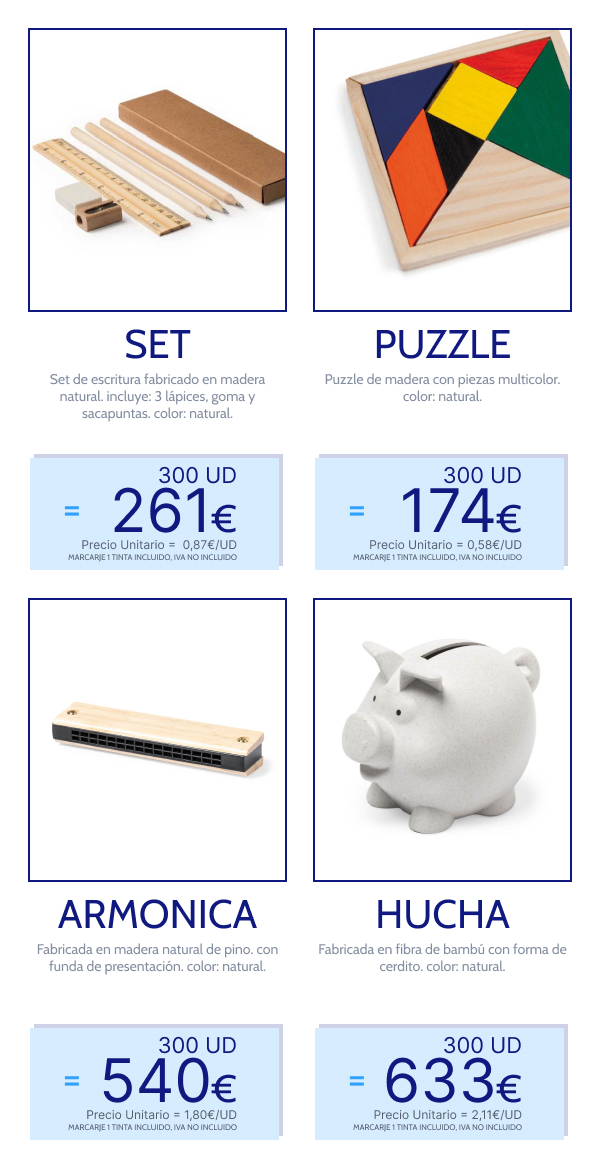 SET
Set de escritura fabricado en madera
natural. incluye: 3 lápices, goma y
sacapuntas. color: natural.
= 300 UD
261€
Precio Unitario = 0,87€/UD
MARCARJE 1 TINTA INCLUIDO, IVA NO INCLUIDO
PUZZLE
Puzzle de madera con piezas multicolor.
color: natural.
= 300 UD
174€
Precio Unitario = 0,58€/UD
MARCARJE 1 TINTA INCLUIDO, IVA NO INCLUIDO
ARMONICA
Fabricada en madera natural de pino. con
funda de presentación. color: natural.
= 300 UD
540€
Precio Unitario = 1,80€/UD
MARCARJE 1 TINTA INCLUIDO, IVA NO INCLUIDO
HUCHA
Fabricada en fibra de bambú con forma de
cerdito. color: natural.
= 300 UD
633€
Precio Unitario = 2,11€/UD
MARCARJE 1 TINTA INCLUIDO, IVA NO INCLUIDO